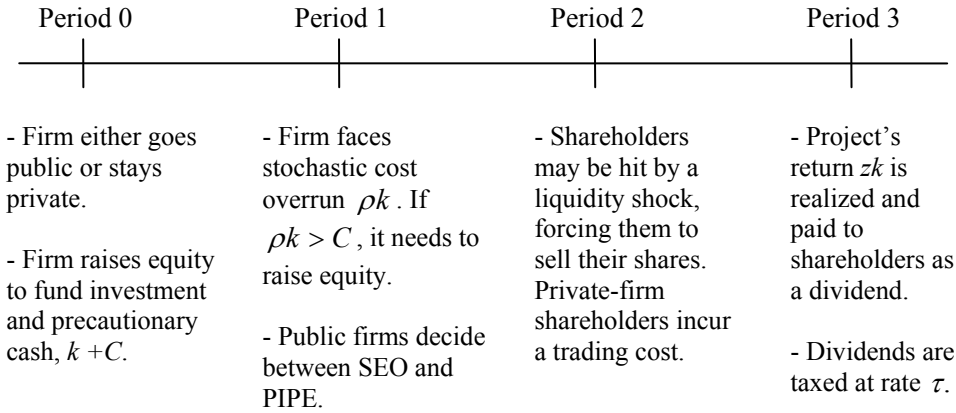 Period 0
Period 1
Period 2
Period 3
- Firm either goes
public or stays
private.
- Firm raises equity
to fund investment
and precautionary
cash, k +C.
- Firm faces
stochastic cost
overrun ρk . If
ρk > C , it needs to
raise equity.
- Public firms decide
between SEO and
PIPE.
- Shareholders
may be hit by a
liquidity shock,
forcing them to
sell their shares.
Private-firm
shareholders incur
a trading cost.
- Project's
return zk is
realized and
paid to
shareholders as
a dividend.
- Dividends are
taxed at rate τ.